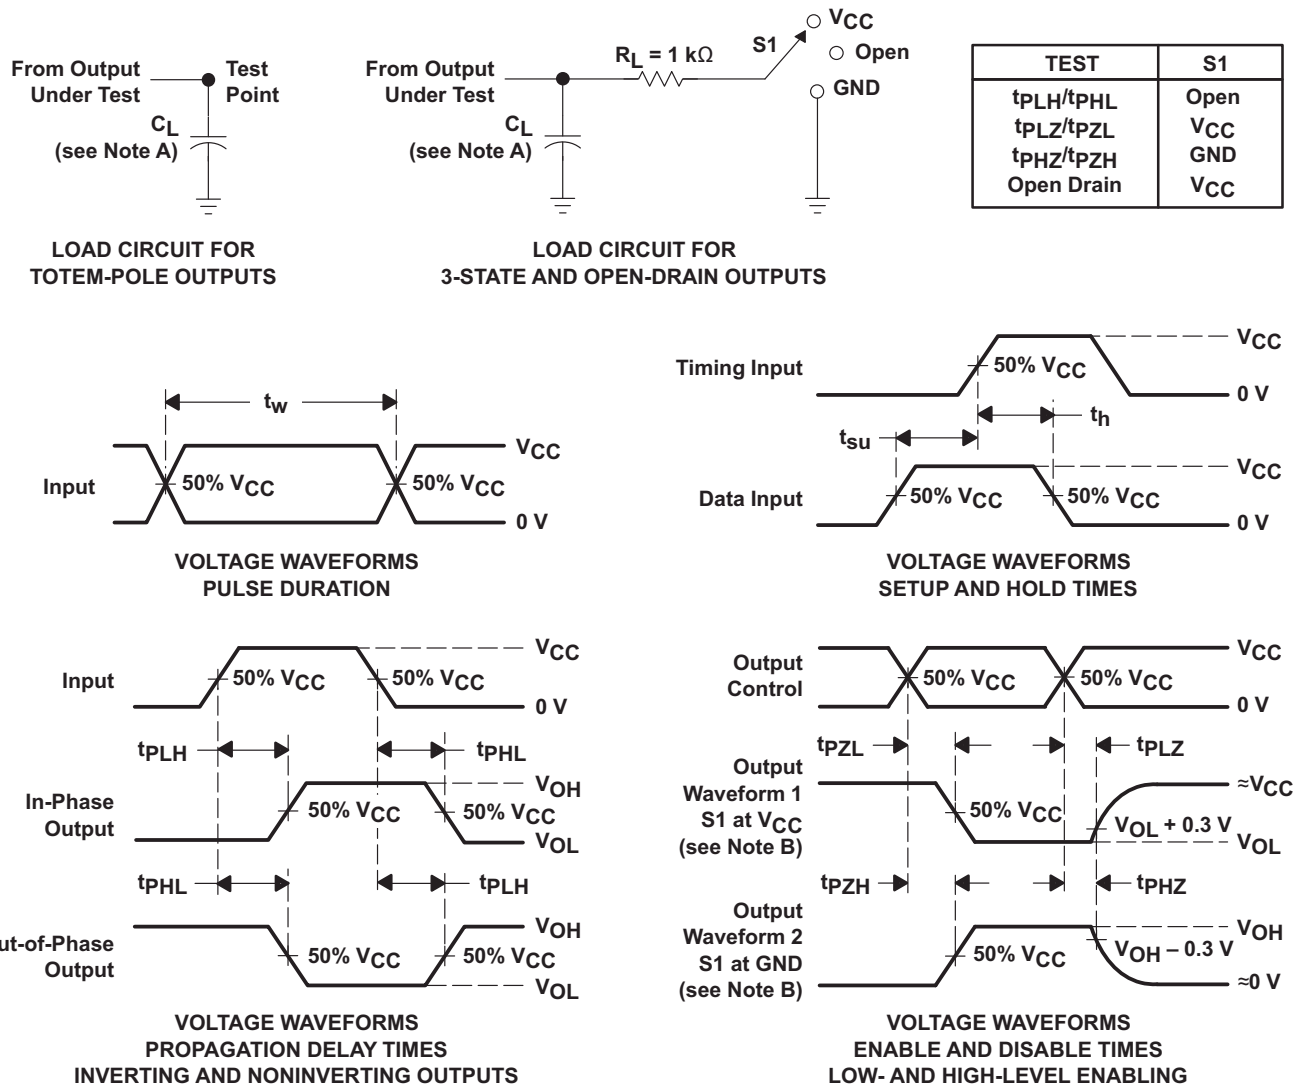 From Output
Under Test
Test
Point
CL
(see Note A)
LOAD CIRCUIT FOR
TOTEM-POLE OUTPUTS
From Output
Under Test
RL = 1 kΩ
S1
VCC
Open
GND
CL
(see Note A)
LOAD CIRCUIT FOR
3-STATE AND OPEN-DRAIN OUTPUTS
TEST S1
tPLH/tPHL Open
tPLZ/tPZL VCC
tPHZ/tPZH GND
Open Drain VCC
tw
Input
50% VCC
50% VCC
VCC
0 V
VOLTAGE WAVEFORMS
PULSE DURATION
Timing Input
50% VCC
VCC
0 V
tsu
th
Data Input
50% VCC
50% VCC
VCC
0 V
VOLTAGE WAVEFORMS
SETUP AND HOLD TIMES
Input
50% VCC
50% VCC
VCC
0 V
tPLH
tPHL
In-Phase
Output
50% VCC
50% VCC
VOH
VOL
tPHL
tPLH
ut-of-Phase
Output
50% VCC
50% VCC
VOH
VOL
VOLTAGE WAVEFORMS
PROPAGATION DELAY TIMES
INVERTING AND NONINVERTING OUTPUTS
Output
Control
50% VCC
50% VCC
VCC
0 V
tPZL
tPLZ
Output
Waveform 1
S1 at VCC
(see Note B)
50% VCC
VOL + 0.3 V
≈VCC
VOL
tPZH
tPHZ
Output
Waveform 2
S1 at GND
(see Note B)
50% VCC
VOH − 0.3 V
VOH
≈0 V
VOLTAGE WAVEFORMS
ENABLE AND DISABLE TIMES
LOW- AND HIGH-LEVEL ENABLING